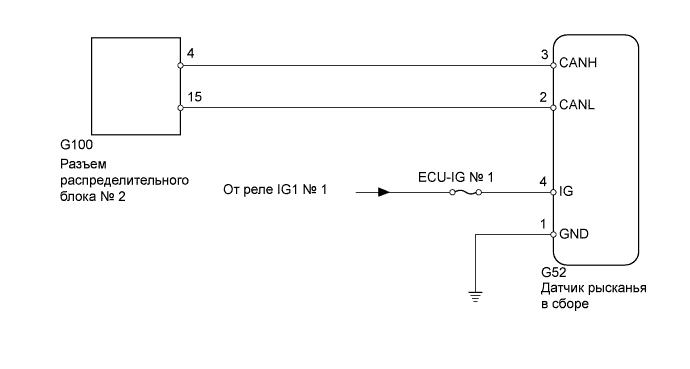 4
3
CANH
15
2
CANL
G100
Разъем
распределительного
блока № 2
От реле IG1 № 1
ECU-IG № 1
4
IG
1
GND
G52
Датчик рысканья
в сборе